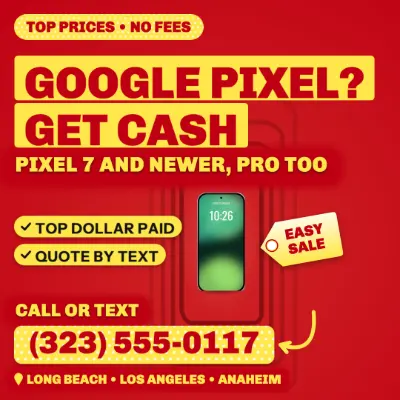 TOP PRICES • NO FEES
GOOGLE PIXEL?
GET CASH
PIXEL 7 AND NEWER, PRO TOO
10:26
EASY
SALE
TOP DOLLAR PAID
QUOTE BY TEXT
CALL OR TEXT
(323) 555-0117
LONG BEACH • LOS ANGELES • ANAHEIM